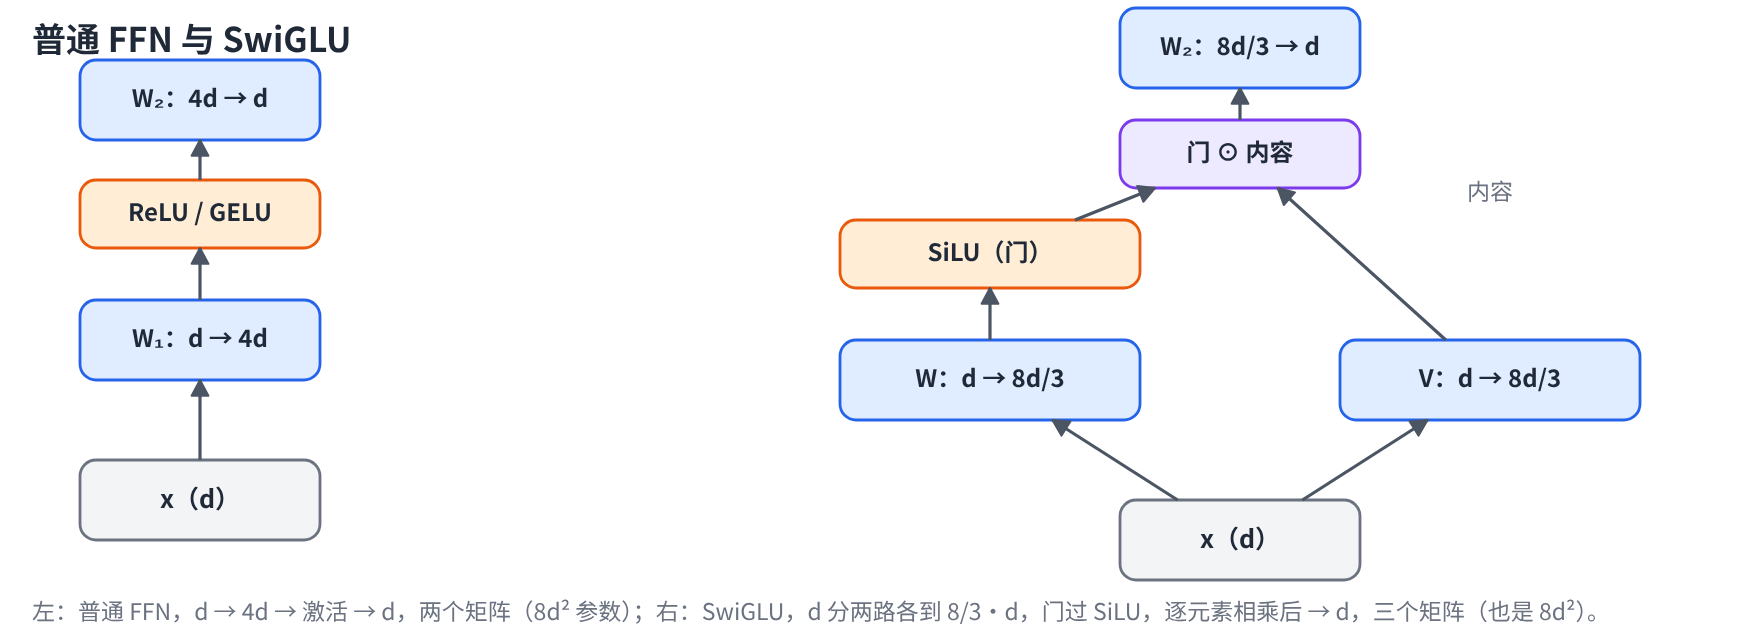 普通 FFN 与 SwiGLU
W₂：4d → d
ReLU / GELU
W₁：d → 4d
x（d）
W₂：8d/3 → d
门 ⊙ 内容
内容
SiLU（门）
W：d → 8d/3
V：d → 8d/3
x（d）
左：普通 FFN，d → 4d → 激活 → d，两个矩阵（8d² 参数）；右：SwiGLU，d 分两路各到 8/3·d，门过 SiLU，逐元素相乘后 → d，三个矩阵（也是 8d²）。